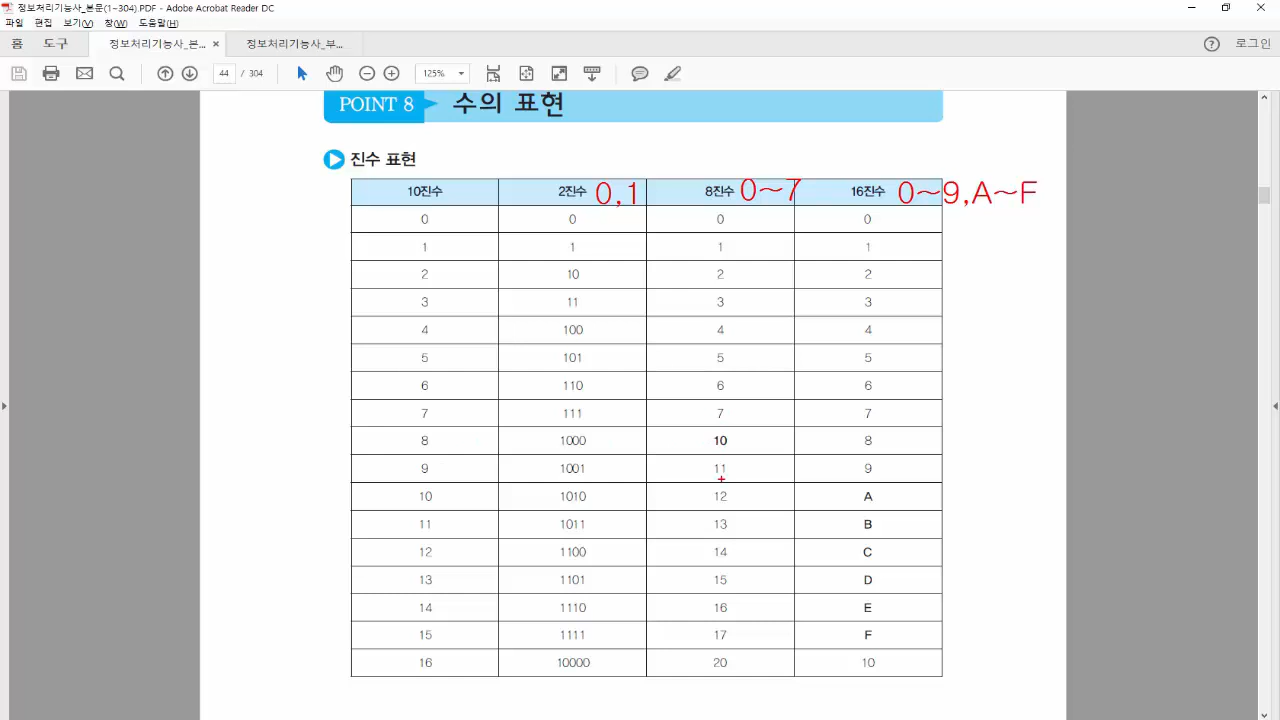 정보처리기능사_본문(1~304).PDF - Adobe Acrobat Reader DC
파일 편집 보기(V) 창(W) 도움말(H)
홈 도구 정보처리기능사_본... × 정보처리기능사_부... 로그인
44 / 304 125%
POINT 8 수의 표현
진수 표현
10진수 2진수 0,1 8진수 0~7 16진수 0~9,A~F
0 0 0 0
1 1 1 1
2 10 2 2
3 11 3 3
4 100 4 4
5 101 5 5
6 110 6 6
7 111 7 7
8 1000 10 8
9 1001 11 9
10 1010 12 A
11 1011 13 B
12 1100 14 C
13 1101 15 D
14 1110 16 E
15 1111 17 F
16 10000 20 10